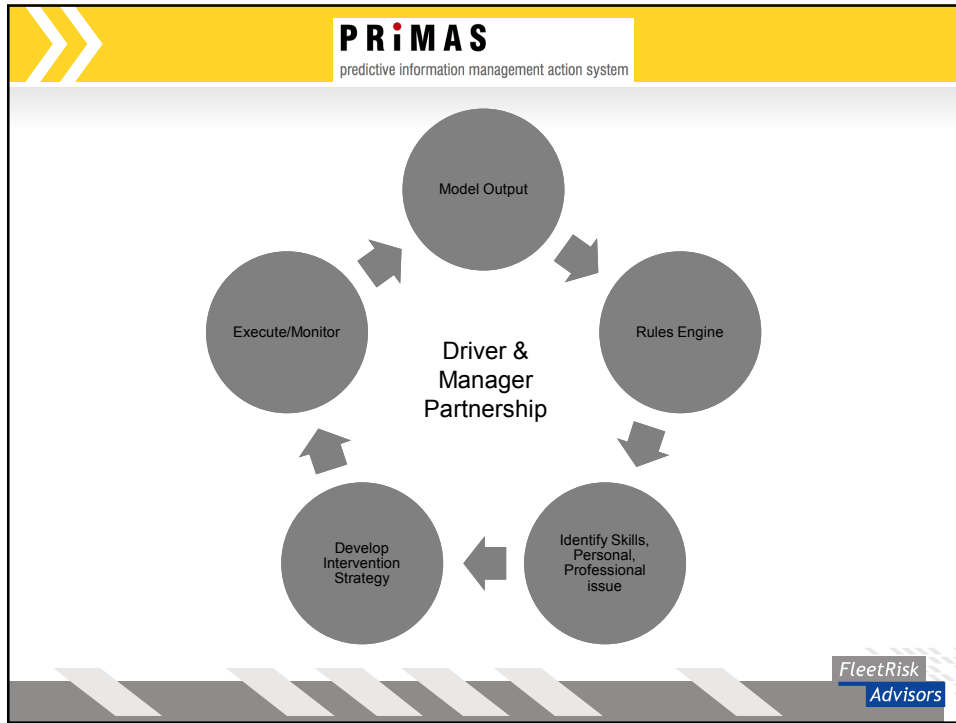 PRiMAS
predictive information management action system
Model Output
Rules Engine
Identify Skills,
Personal,
Professional
issue
Develop
Intervention
Strategy
Execute/Monitor
Driver &
Manager
Partnership
FleetRisk
Advisors